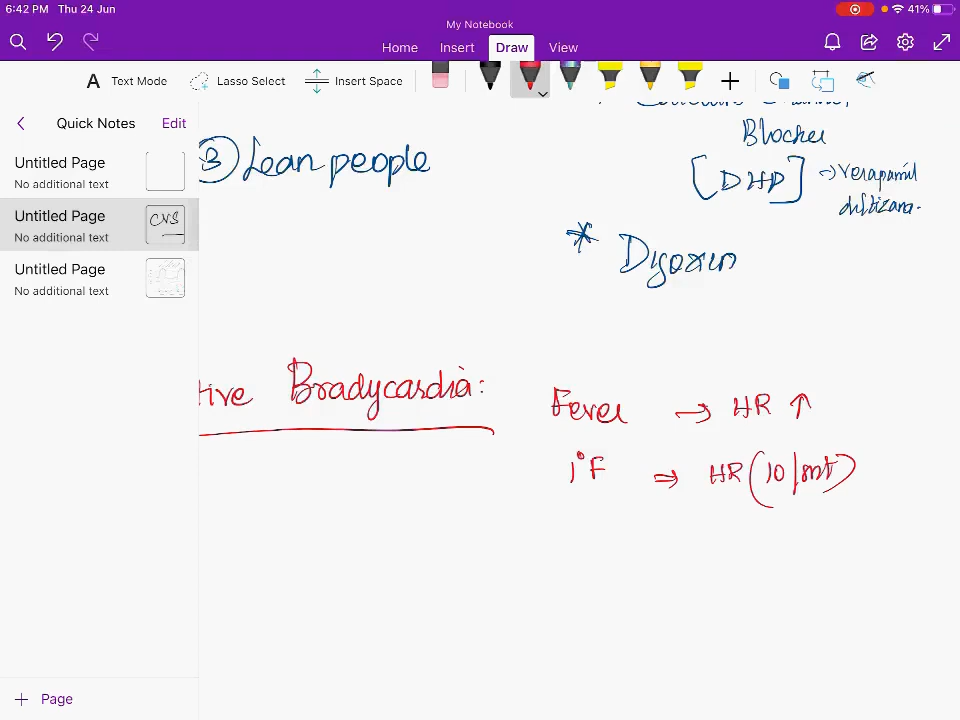 6:42 PM Thu 24 Jun
41%
My Notebook
Home Insert Draw View
Text Mode Lasso Select Insert Space
Quick Notes Edit
Untitled Page
No additional text
Untitled Page
No additional text
CNS
Untitled Page
No additional text
Blocker
③ Lean people
[DHP] → Verapamil
* Digoxin
tive Bradycardia:
Fever → HR ↑
1°F ⇒ HR (10/mt)
+ Page